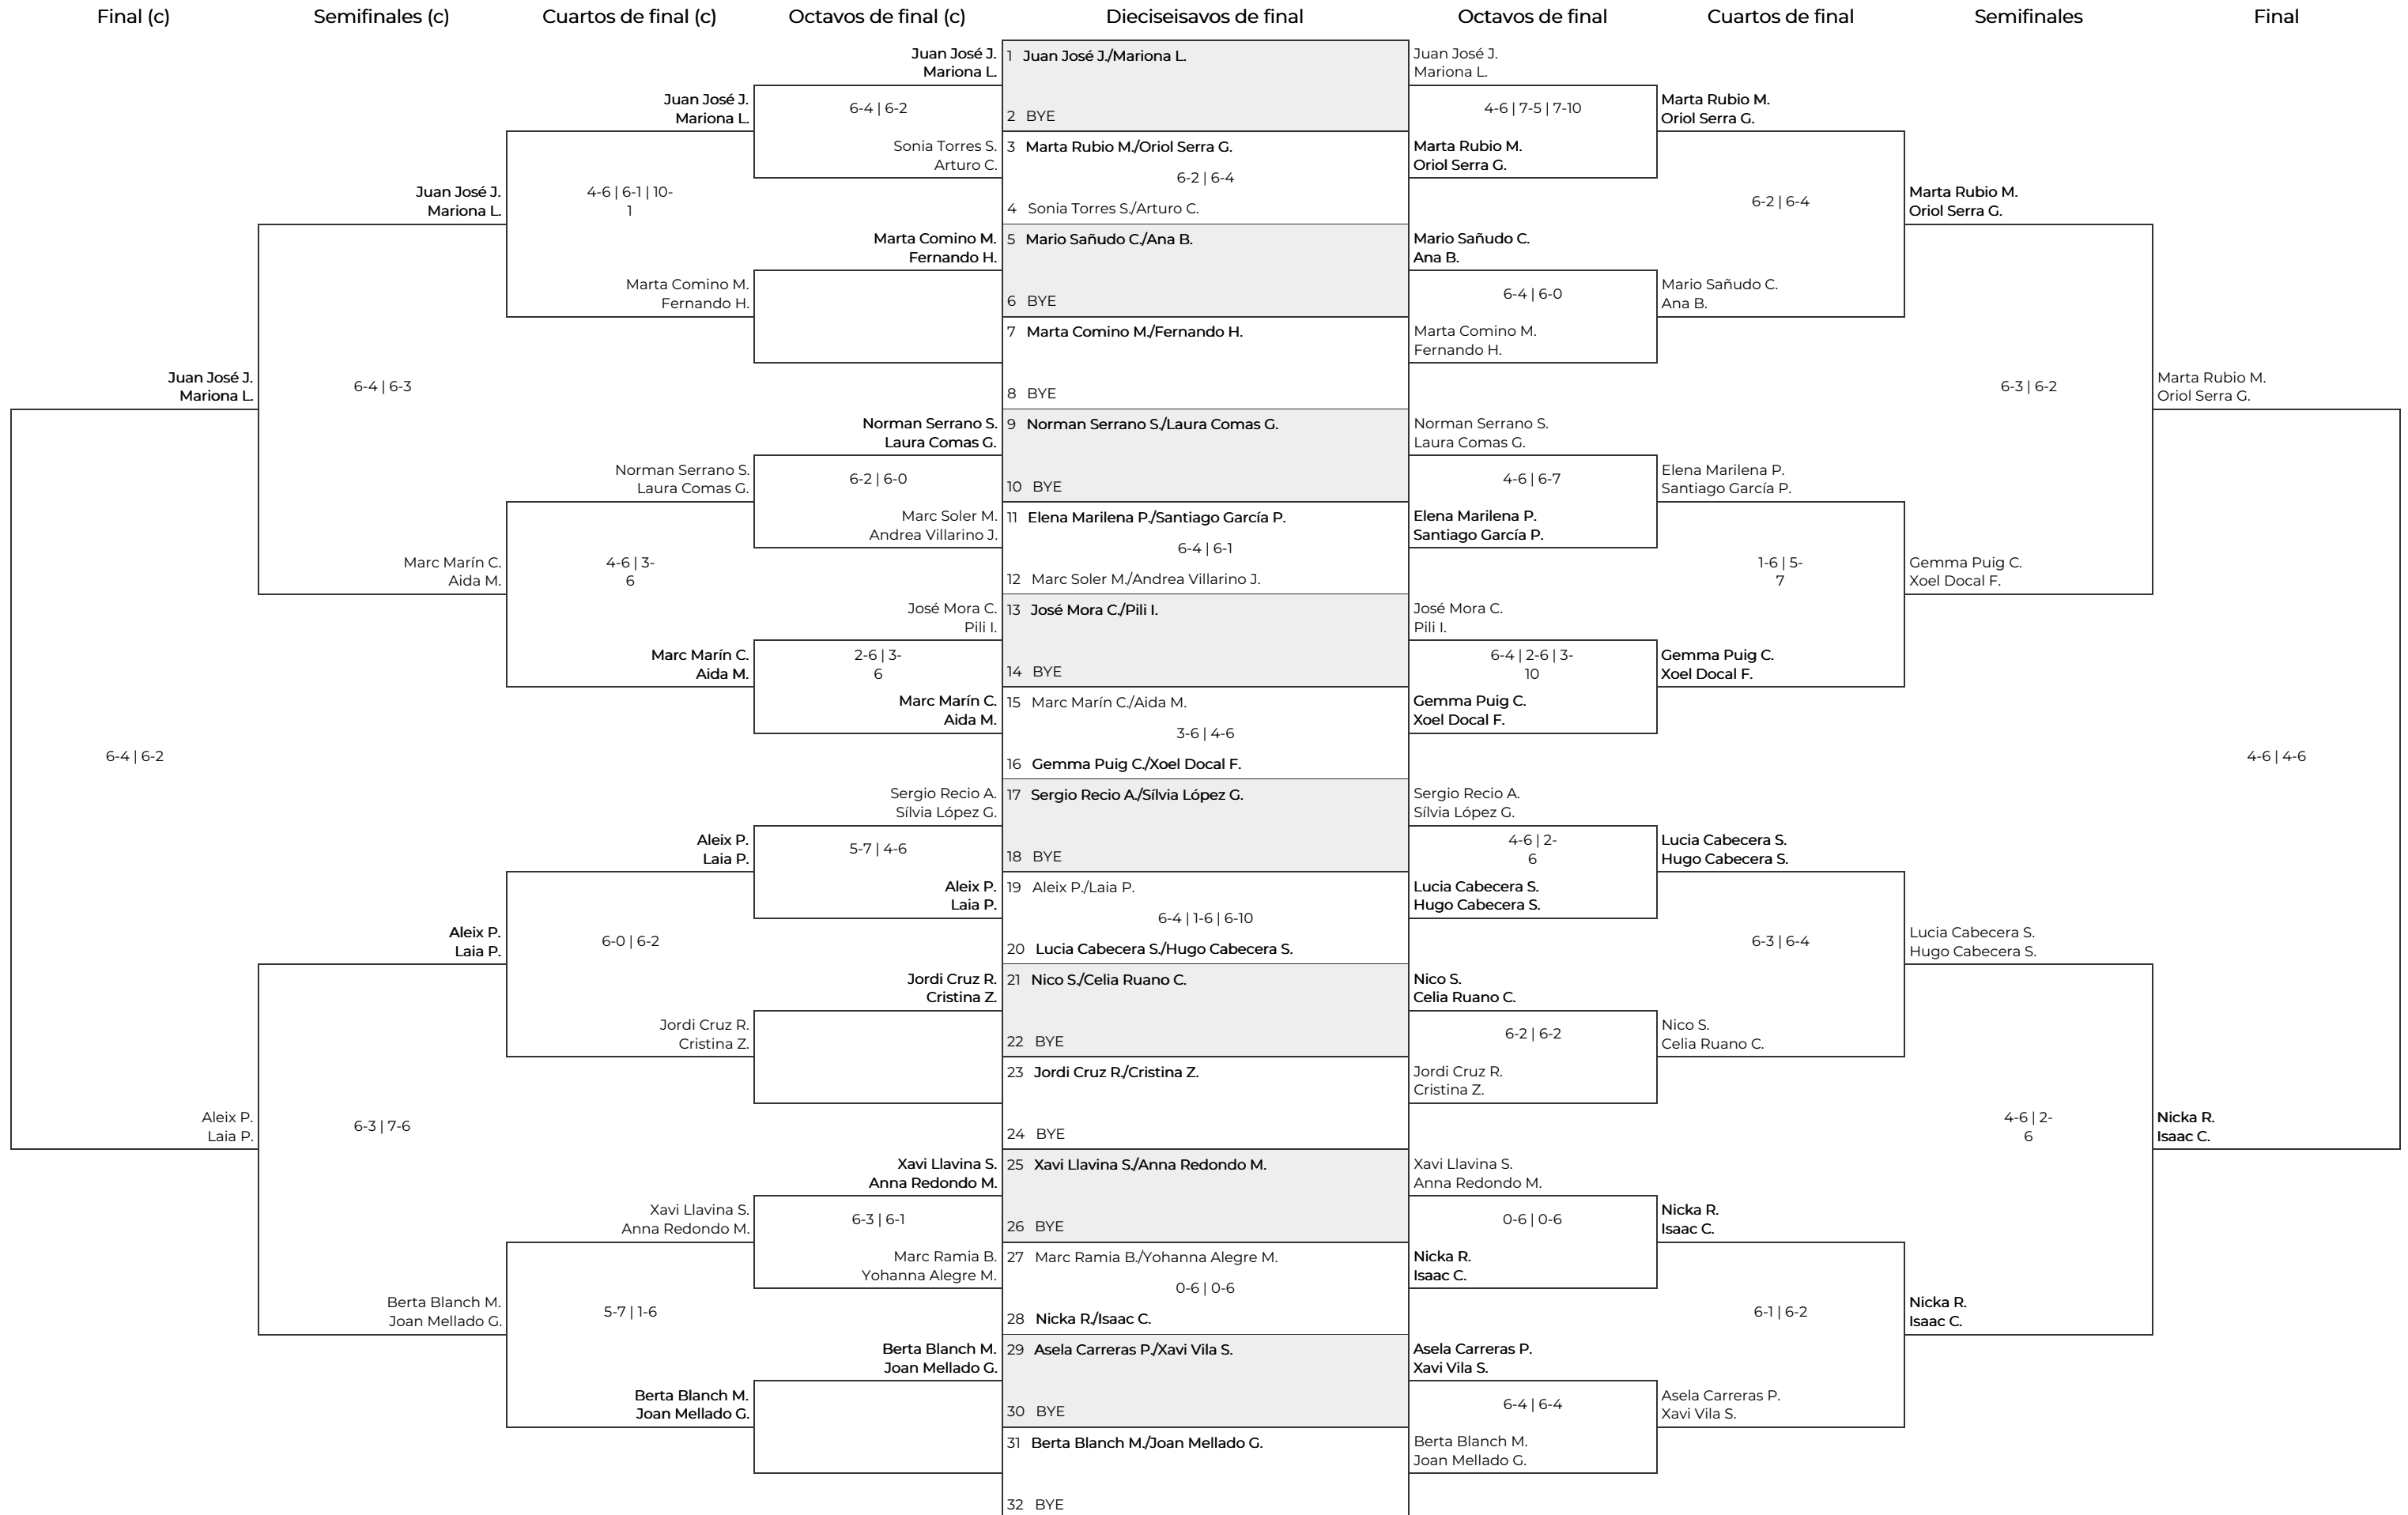 Final (c)
Semifinales (c)
Cuartos de final (c)
Octavos de final (c)
Dieciseisavos de final
Octavos de final
Cuartos de final
Semifinales
Final
Juan José J.
Mariona L.
6-4 | 6-2
Aleix P.
Laia P.
Juan José J.
Mariona L.
6-4 | 6-3
Marc Marín C.
Aida M.
Aleix P.
Laia P.
6-3 | 7-6
Berta Blanch M.
Joan Mellado G.
Juan José J.
Mariona L.
4-6 | 6-1 | 10-
1
Marta Comino M.
Fernando H.
Norman Serrano S.
Laura Comas G.
4-6 | 3-
6
Marc Marín C.
Aida M.
Aleix P.
Laia P.
6-0 | 6-2
Jordi Cruz R.
Cristina Z.
Xavi Llavina S.
Anna Redondo M.
5-7 | 1-6
Berta Blanch M.
Joan Mellado G.
Juan José J.
Mariona L.
6-4 | 6-2
Sonia Torres S.
Arturo C.
Marta Comino M.
Fernando H.
Norman Serrano S.
Laura Comas G.
6-2 | 6-0
Marc Soler M.
Andrea Villarino J.
José Mora C.
Pili I.
2-6 | 3-
6
Marc Marín C.
Aida M.
Sergio Recio A.
Sílvia López G.
5-7 | 4-6
Aleix P.
Laia P.
Jordi Cruz R.
Cristina Z.
Xavi Llavina S.
Anna Redondo M.
6-3 | 6-1
Marc Ramia B.
Yohanna Alegre M.
Berta Blanch M.
Joan Mellado G.
1 Juan José J./Mariona L.
2 BYE
3 Marta Rubio M./Oriol Serra G.
6-2 | 6-4
4 Sonia Torres S./Arturo C.
5 Mario Sañudo C./Ana B.
6 BYE
7 Marta Comino M./Fernando H.
8 BYE
9 Norman Serrano S./Laura Comas G.
10 BYE
11 Elena Marilena P./Santiago García P.
6-4 | 6-1
12 Marc Soler M./Andrea Villarino J.
13 José Mora C./Pili I.
14 BYE
15 Marc Marín C./Aida M.
3-6 | 4-6
16 Gemma Puig C./Xoel Docal F.
17 Sergio Recio A./Sílvia López G.
18 BYE
19 Aleix P./Laia P.
6-4 | 1-6 | 6-10
20 Lucia Cabecera S./Hugo Cabecera S.
21 Nico S./Celia Ruano C.
22 BYE
23 Jordi Cruz R./Cristina Z.
24 BYE
25 Xavi Llavina S./Anna Redondo M.
26 BYE
27 Marc Ramia B./Yohanna Alegre M.
0-6 | 0-6
28 Nicka R./Isaac C.
29 Asela Carreras P./Xavi Vila S.
30 BYE
31 Berta Blanch M./Joan Mellado G.
32 BYE
Juan José J.
Mariona L.
4-6 | 7-5 | 7-10
Marta Rubio M.
Oriol Serra G.
Mario Sañudo C.
Ana B.
6-4 | 6-0
Marta Comino M.
Fernando H.
Norman Serrano S.
Laura Comas G.
4-6 | 6-7
Elena Marilena P.
Santiago García P.
José Mora C.
Pili I.
6-4 | 2-6 | 3-
10
Gemma Puig C.
Xoel Docal F.
Sergio Recio A.
Sílvia López G.
4-6 | 2-
6
Lucia Cabecera S.
Hugo Cabecera S.
Nico S.
Celia Ruano C.
6-2 | 6-2
Jordi Cruz R.
Cristina Z.
Xavi Llavina S.
Anna Redondo M.
0-6 | 0-6
Nicka R.
Isaac C.
Asela Carreras P.
Xavi Vila S.
6-4 | 6-4
Berta Blanch M.
Joan Mellado G.
Marta Rubio M.
Oriol Serra G.
6-2 | 6-4
Mario Sañudo C.
Ana B.
Elena Marilena P.
Santiago García P.
1-6 | 5-
7
Gemma Puig C.
Xoel Docal F.
Lucia Cabecera S.
Hugo Cabecera S.
6-3 | 6-4
Nico S.
Celia Ruano C.
Nicka R.
Isaac C.
6-1 | 6-2
Asela Carreras P.
Xavi Vila S.
Marta Rubio M.
Oriol Serra G.
6-3 | 6-2
Gemma Puig C.
Xoel Docal F.
Lucia Cabecera S.
Hugo Cabecera S.
4-6 | 2-
6
Nicka R.
Isaac C.
Marta Rubio M.
Oriol Serra G.
4-6 | 4-6
Nicka R.
Isaac C.